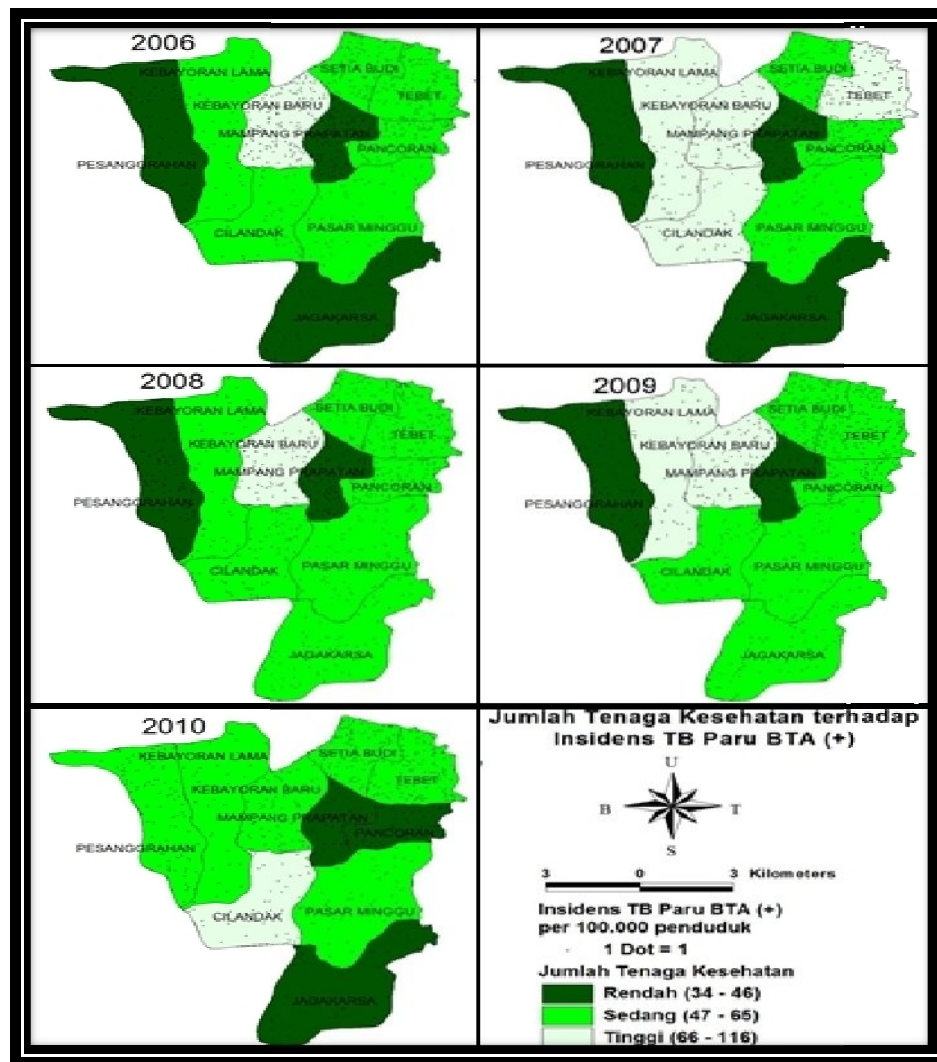 2006
KEBAYORAN LAMA
SETIA BUDI
KEBAYORAN BARU
TEBET
MAMPANG PRAPATAN
PANCORAN
PESANGGRAHAN
CILANDAK
PASAR MINGGU
JAGAKARSA
2007
KEBAYORAN LAMA
SETIA BUDI
KEBAYORAN BARU
TEBET
MAMPANG PRAPATAN
PANCORAN
PESANGGRAHAN
CILANDAK
PASAR MINGGU
JAGAKARSA
2008
KEBAYORAN LAMA
SETIA BUDI
KEBAYORAN BARU
TEBET
MAMPANG PRAPATAN
PANCORAN
PESANGGRAHAN
CILANDAK
PASAR MINGGU
JAGAKARSA
2009
KEBAYORAN LAMA
SETIA BUDI
KEBAYORAN BARU
TEBET
MAMPANG PRAPATAN
PANCORAN
PESANGGRAHAN
CILANDAK
PASAR MINGGU
JAGAKARSA
2010
KEBAYORAN LAMA
SETIA BUDI
TEBET
KEBAYORAN BARU
MAMPANG PRAPATAN
PANCORAN
PESANGGRAHAN
CILANDAK
PASAR MINGGU
JAGAKARSA
Jumlah Tenaga Kesehatan terhadap
Insidens TB Paru BTA (+)
U
B T
S
3 0 3 Kilometers
Insidens TB Paru BTA (+)
per 100.000 penduduk
1 Dot = 1
Jumlah Tenaga Kesehatan
Rendah (34 - 46)
Sedang (47 - 65)
Tinggi (66 - 116)